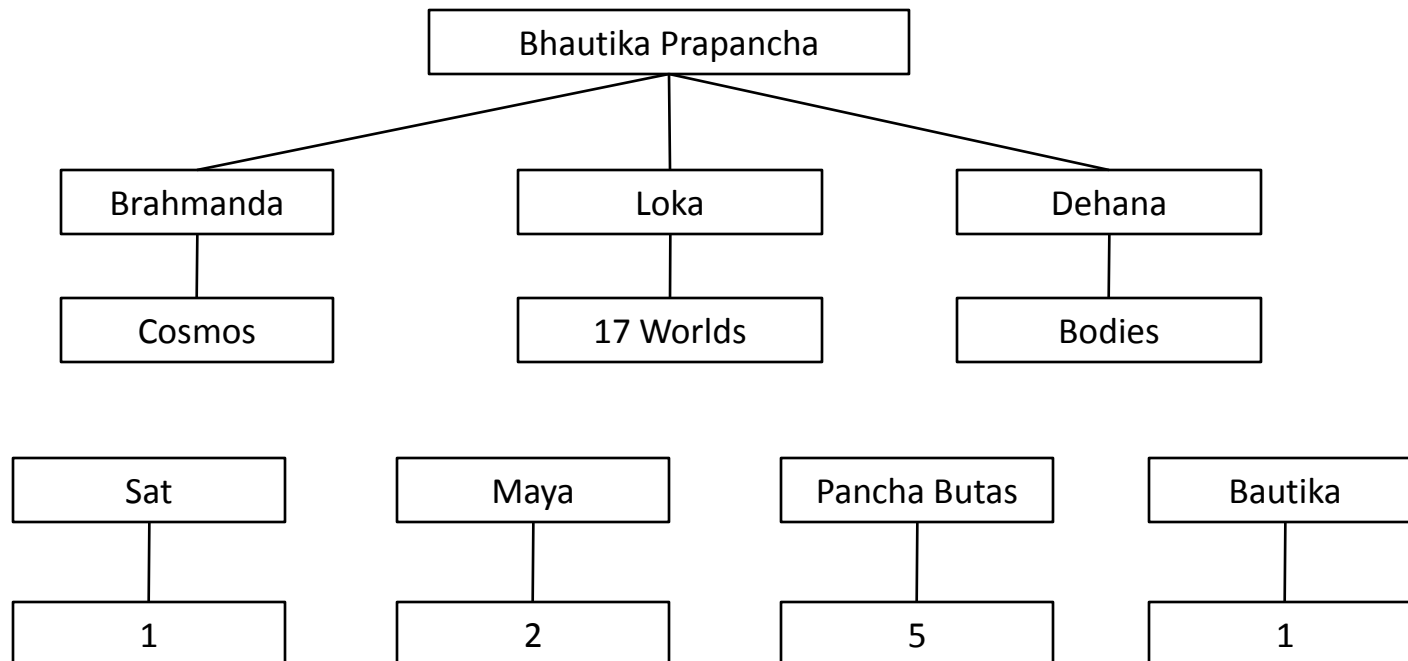 Bhautika Prapancha
Brahmanda
Loka
Dehana
Cosmos
17 Worlds
Bodies
Sat
Maya
Pancha Butas
Bautika
1
2
5
1